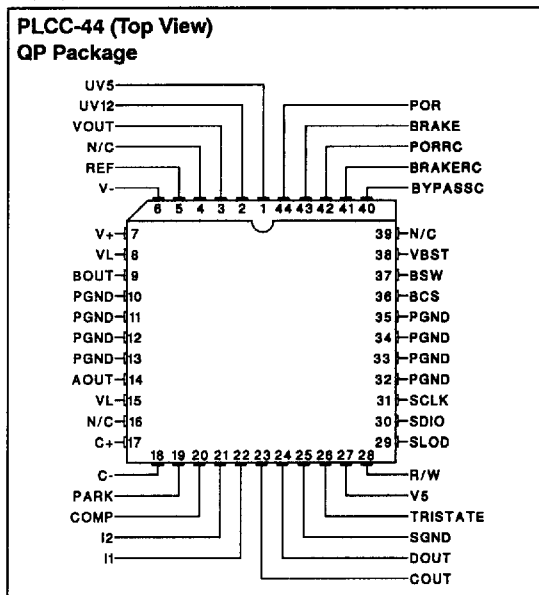 PLCC-44 (Top View)
QP Package
UV5
UV12
VOUT
N/C
REF
V-
POR
BRAKE
PORRC
BRAKERC
BYPASSC
6 5 4 3 2 1 44 43 42 41 40
V+ 7 39 N/C
VL 8 38 VBST
BOUT 9 37 BSW
PGND 10 36 BCS
PGND 11 35 PGND
PGND 12 34 PGND
PGND 13 33 PGND
AOUT 14 32 PGND
VL 15 31 SCLK
N/C 16 30 SDIO
C+ 17 29 SLOD
18 19 20 21 22 23 24 25 26 27 28
C- R/W
PARK V5
COMP TRISTATE
I2 SGND
I1 DOUT
COUT